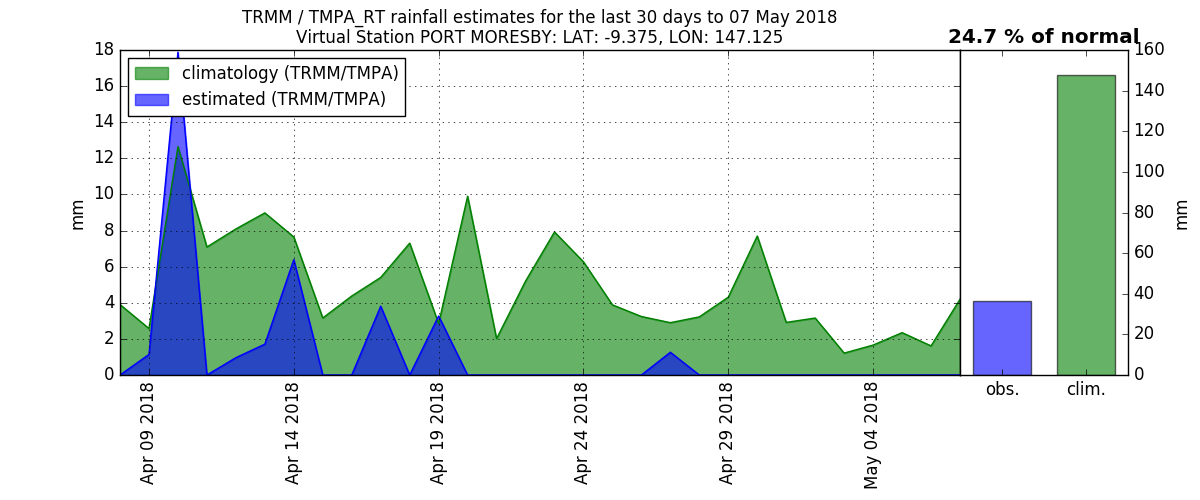 TRMM / TMPA_RT rainfall estimates for the last 30 days to 07 May 2018
Virtual Station PORT MORESBY: LAT: -9.375, LON: 147.125
24.7 % of normal
climatology (TRMM/TMPA)
estimated (TRMM/TMPA)
18
16
14
12
10
8
6
4
2
0
mm
Apr 09 2018
Apr 14 2018
Apr 19 2018
Apr 24 2018
Apr 29 2018
May 04 2018
160
140
120
100
80
60
40
20
0
mm
obs.
clim.